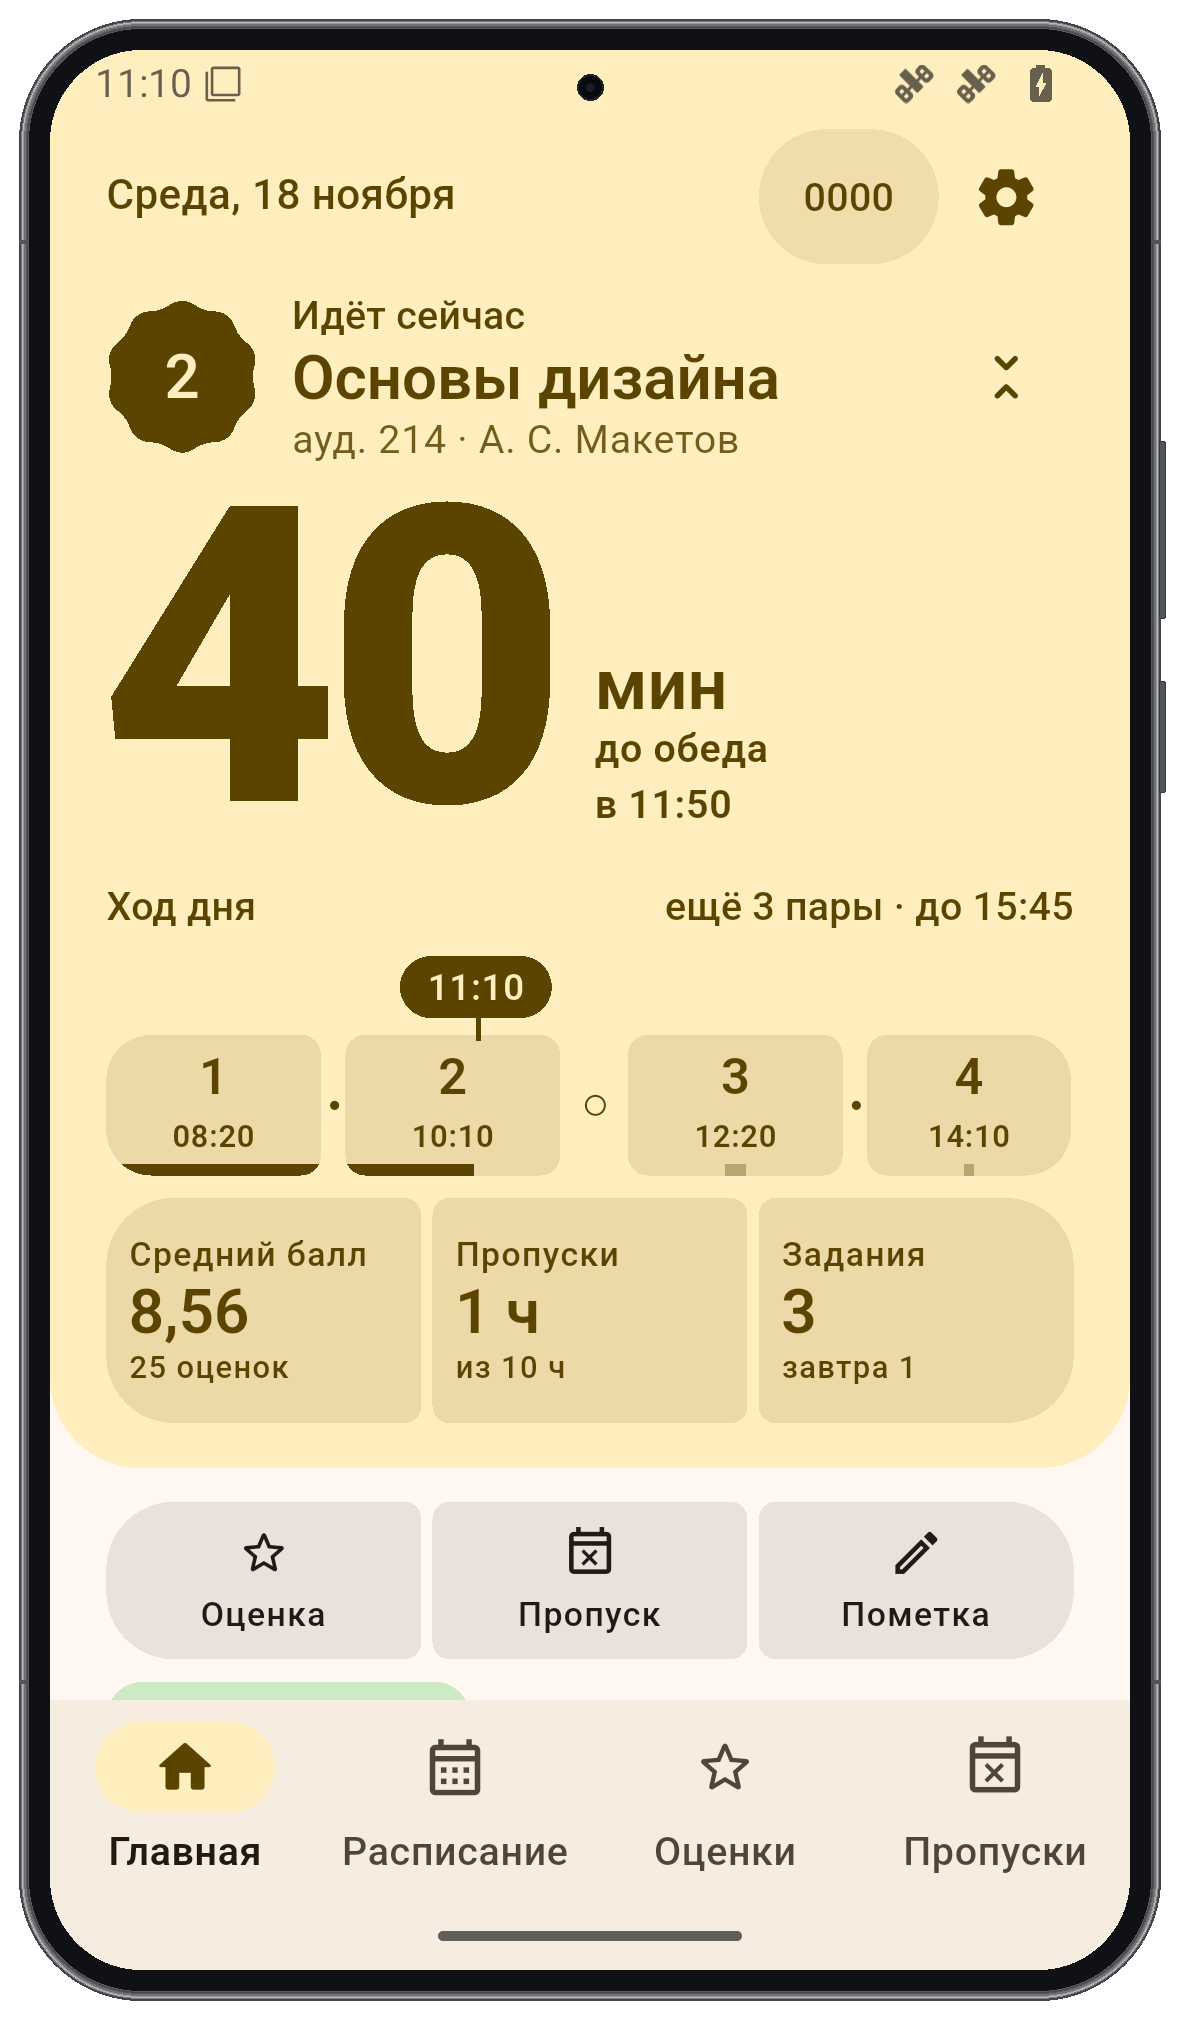 11:10
Среда, 18 ноября
0000
2
Идёт сейчас
Основы дизайна
ауд. 214 · А. С. Макетов
40
мин
до обеда
в 11:50
Ход дня
ещё 3 пары · до 15:45
11:10
1
08:20
2
10:10
3
12:20
4
14:10
Средний балл
8,56
25 оценок
Пропуски
1 ч
из 10 ч
Задания
3
завтра 1
Оценка
Пропуск
Пометка
Главная
Расписание
Оценки
Пропуски